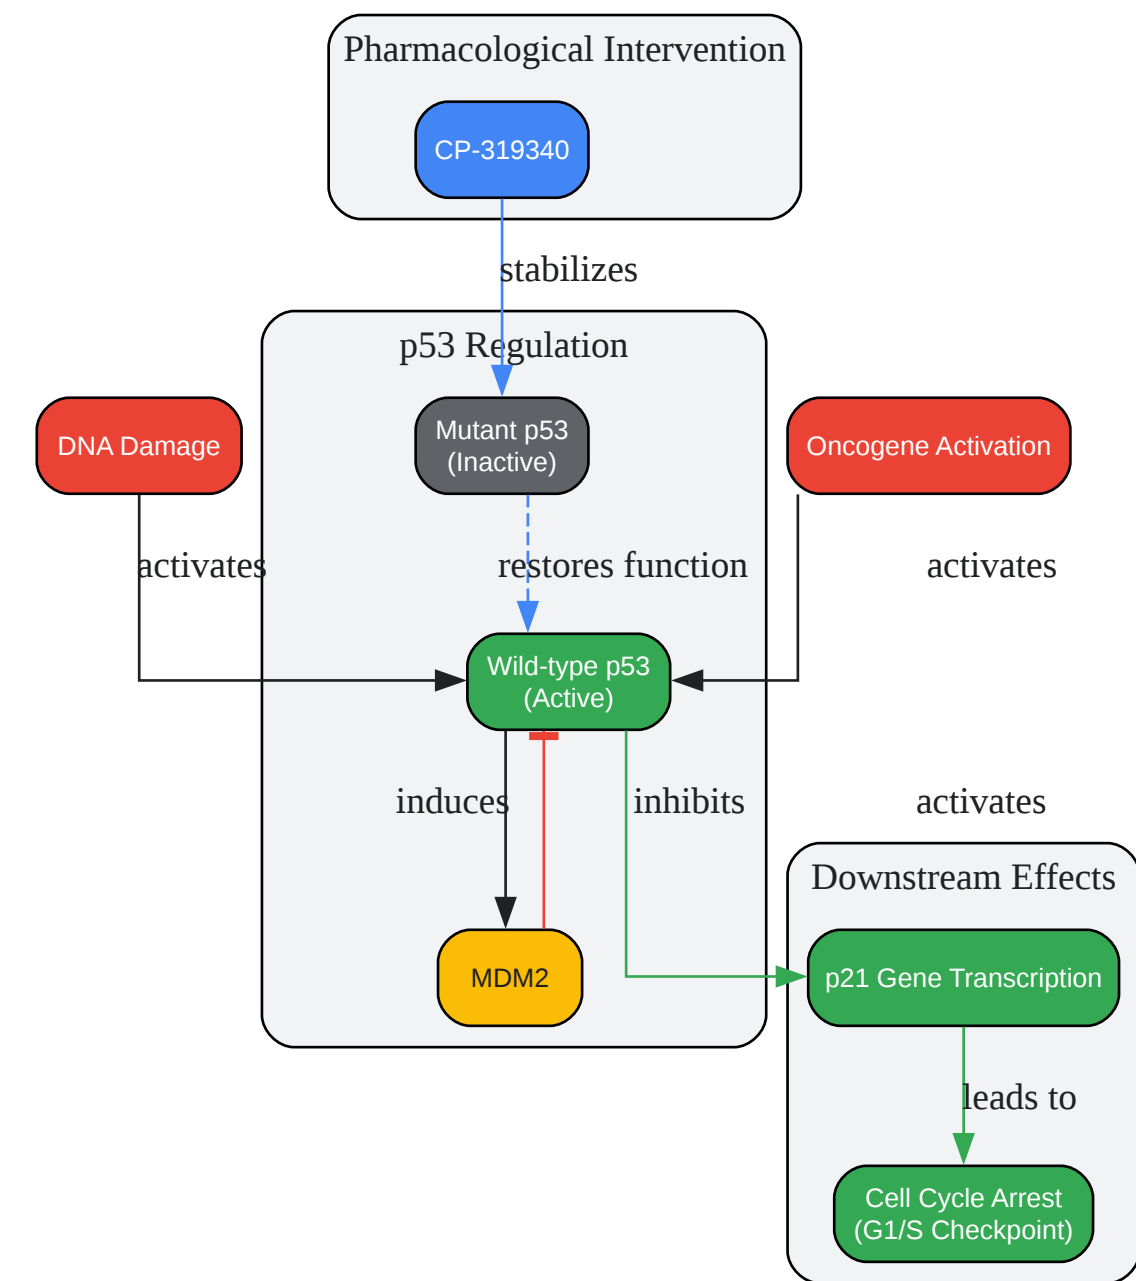 Pharmacological Intervention
CP-319340
stabilizes
p53 Regulation
DNA Damage
Mutant p53
(Inactive)
Oncogene Activation
activates
restores function
activates
Wild-type p53
(Active)
induces
inhibits
activates
Downstream Effects
MDM2
p21 Gene Transcription
leads to
Cell Cycle Arrest
(G1/S Checkpoint)